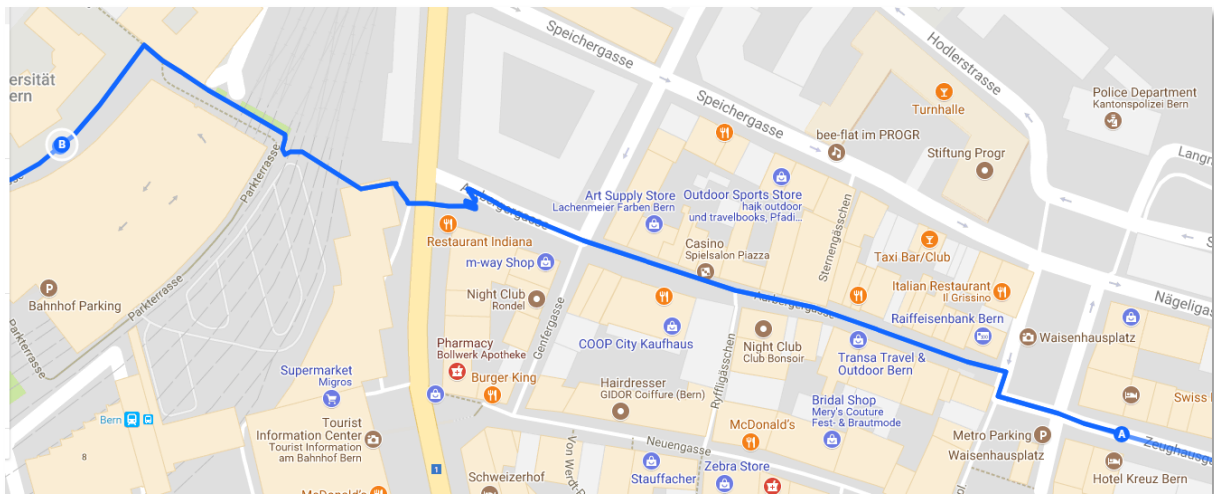 Speichergasse
Hodlerstrasse
ersität
ern
Police Department
Kantonspolizei Bern
Turnhalle
Speichergasse
bee-flat im PROGR
Stiftung Progr
B
Parkterrasse
Aarbergergasse
Art Supply Store
Lachenmeier Farben Bern
Outdoor Sports Store
hajk outdoor
und travelbooks, Pfadi...
Sternengässchen
Restaurant Indiana
Casino
Spielsalon Piazza
Taxi Bar/Club
m-way Shop
Italian Restaurant
Il Grissino
Nägeligas
P
Bahnhof Parking
Parkterrasse
Parkterrasse
Night Club
Rondel
Genfergasse
Aarbergergasse
Raiffeisenbank Bern
Waisenhausplatz
COOP City Kaufhaus
Night Club
Club Bonsoir
Transa Travel &
Outdoor Bern
Pharmacy
Bollwerk Apotheke
Burger King
Supermarket
Migros
Hairdresser
GIDOR Coiffure (Bern)
Ryffligässchen
Bridal Shop
Mery's Couture
Fest- & Brautmode
Swiss
Bern
Tourist
Information Center
Tourist Information
am Bahnhof Bern
8
McDonald's
Neuengasse
Metro Parking
Waisenhausplatz
P
A
Zeughausg
1
Schweizerhof
Stauffacher
Zebra Store
Hotel Kreuz Bern
McDonald's